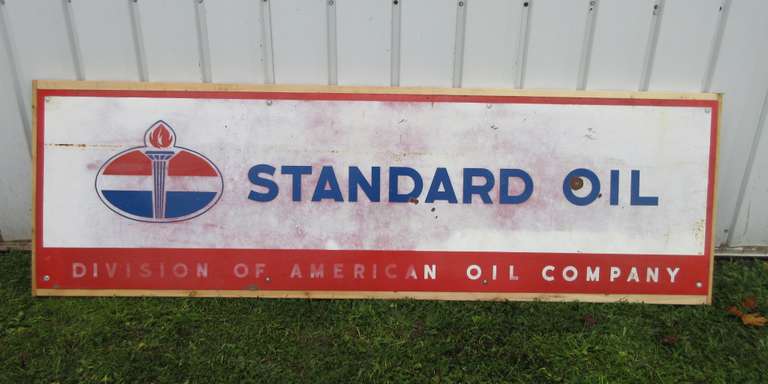 STANDARD OIL
DIVISION OF AMERICAN OIL COMPANY